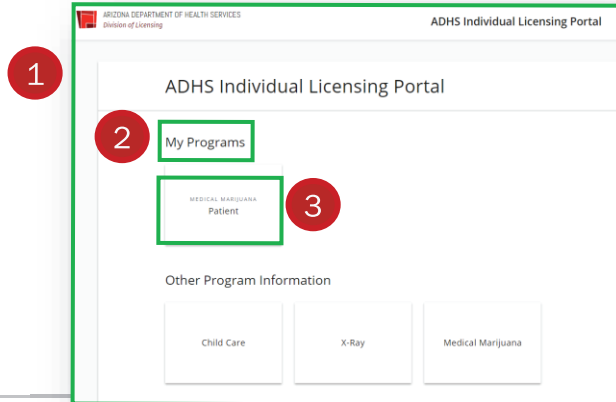 ARIZONA DEPARTMENT OF HEALTH SERVICES
Division of Licensing
ADHS Individual Licensing Portal
1
ADHS Individual Licensing Portal
2
My Programs
MEDICAL MARIJUANA
Patient
3
Other Program Information
Child Care
X-Ray
Medical Marijuana